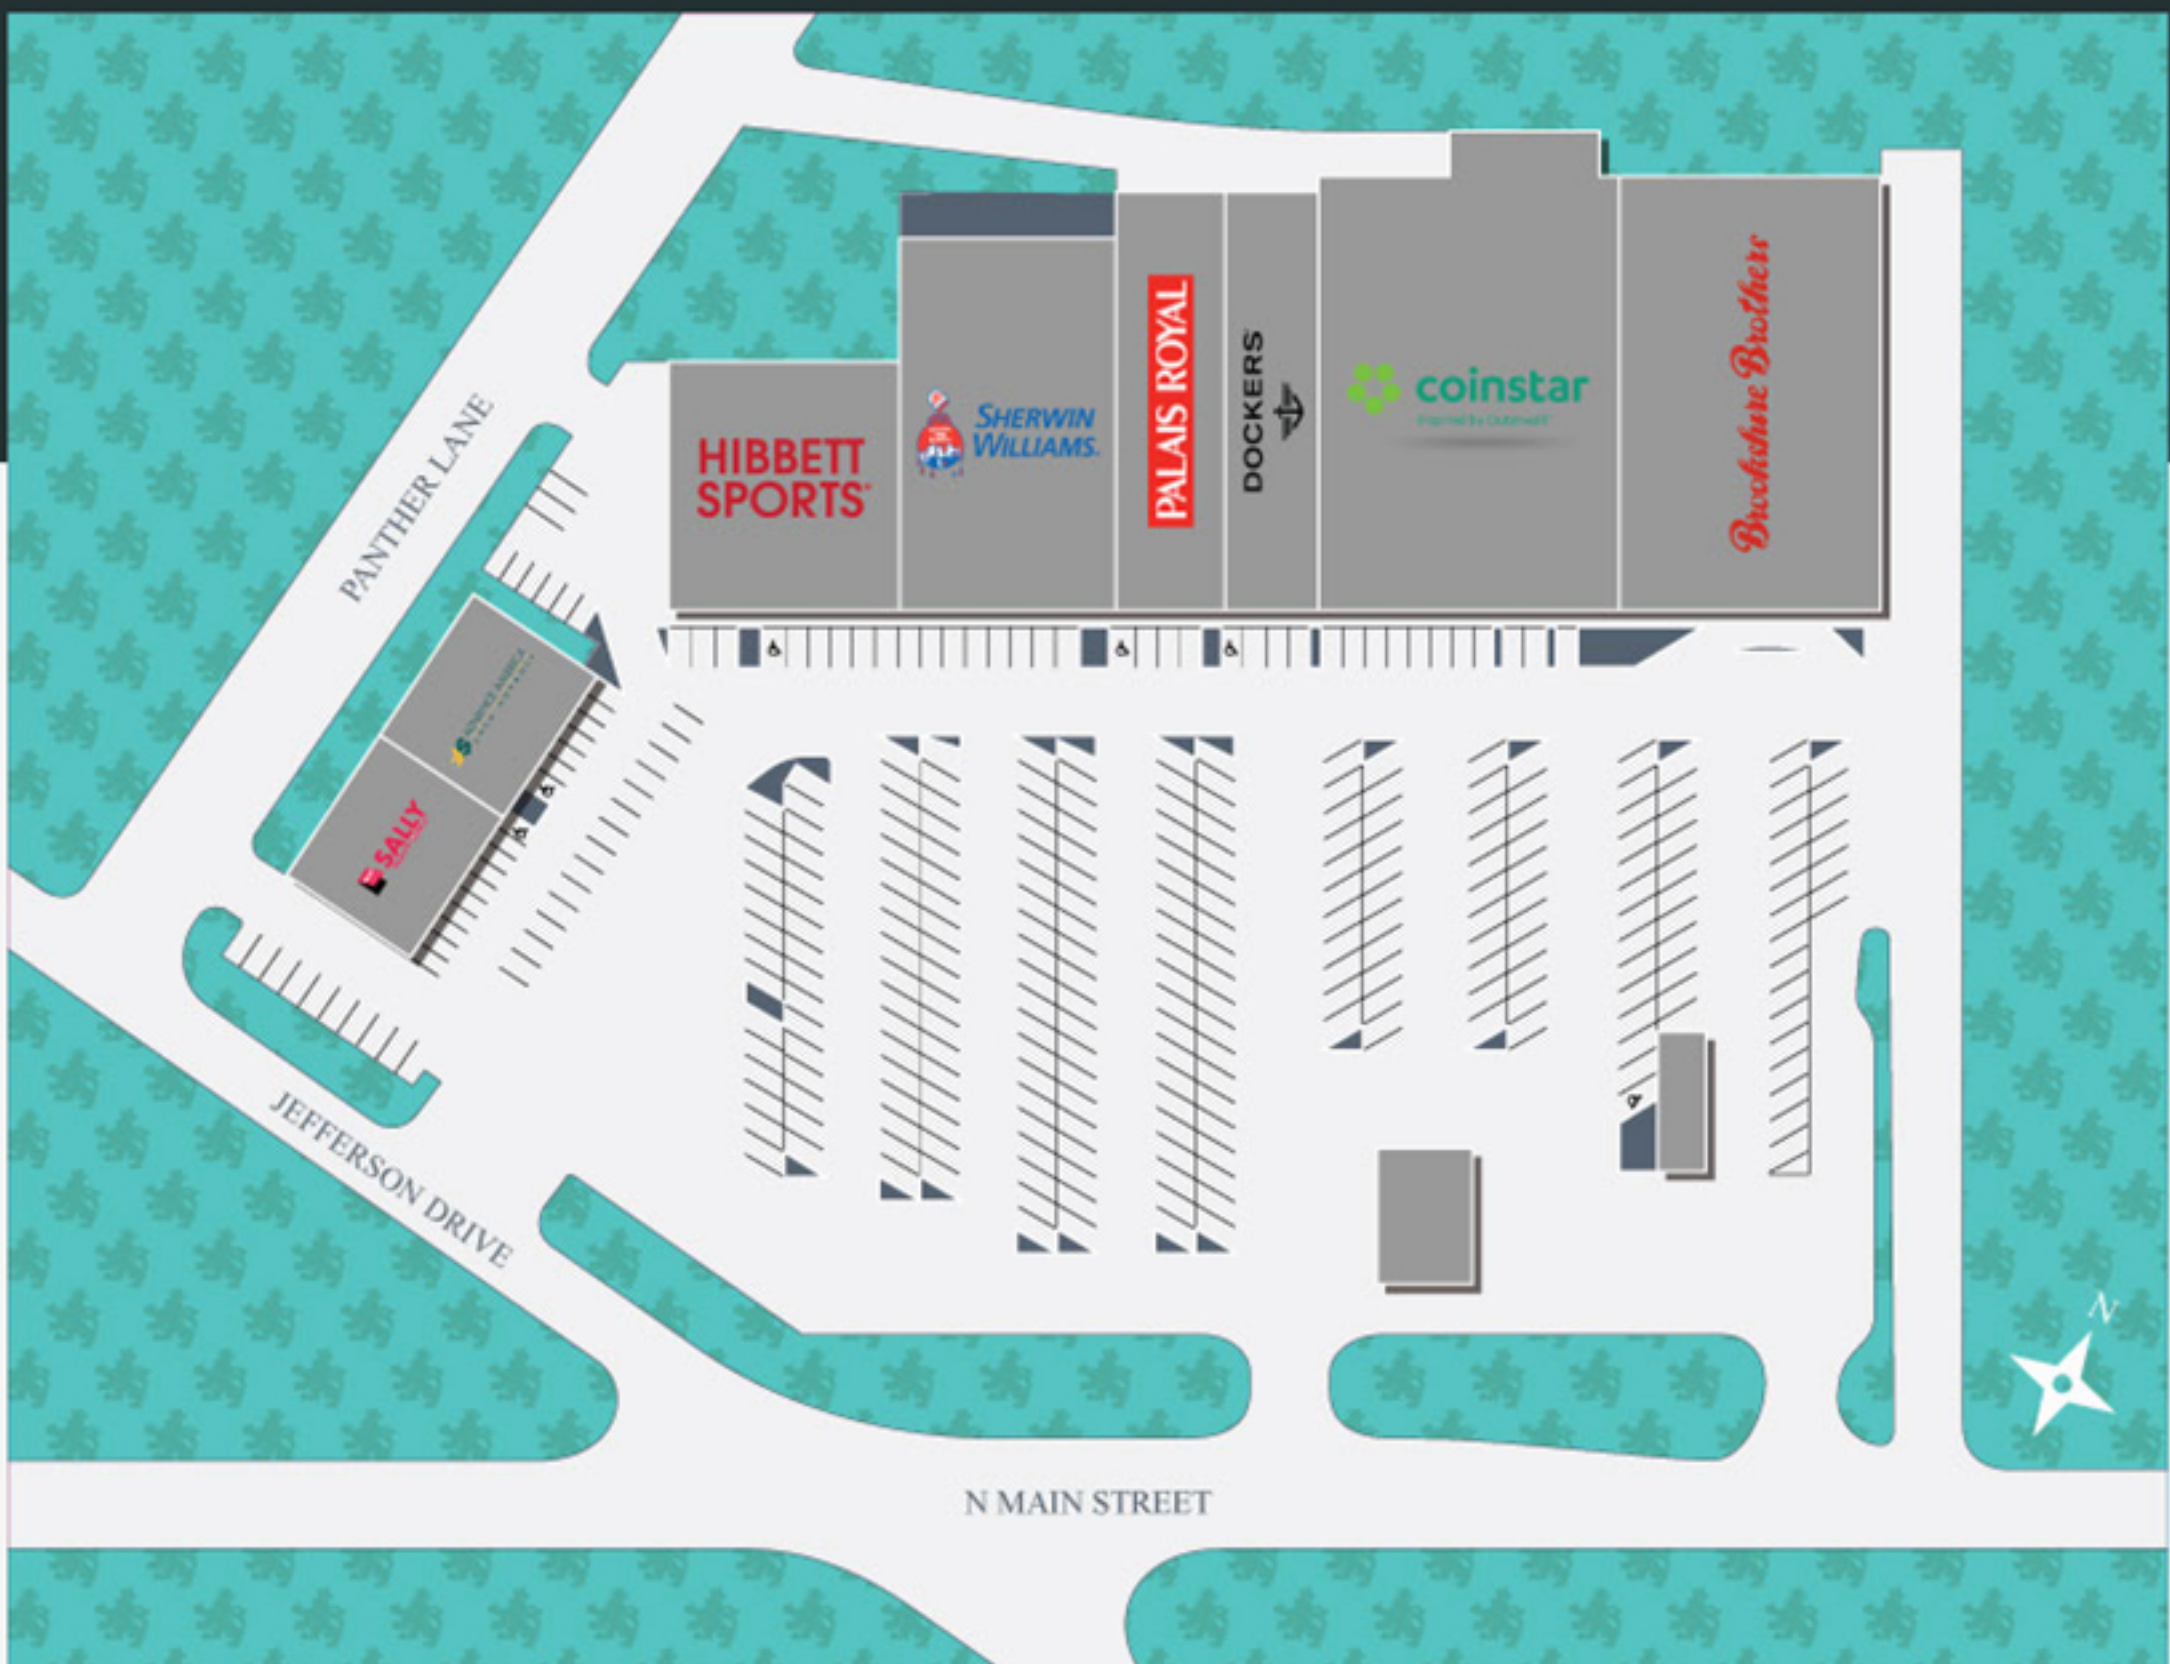 PANTHER LANE
HIBBETT
SPORTS
SHERWIN
WILLIAMS.
PALAIS ROYAL
DOCKERS
coinstar
Brookshire Brothers
SALLY
JEFFERSON DRIVE
N MAIN STREET
N